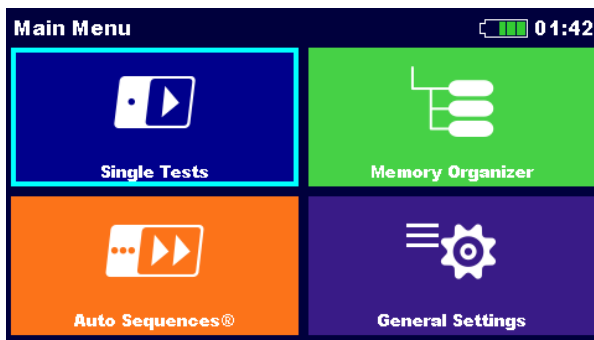 Main Menu 01:42
Single Tests
Memory Organizer
Auto Sequences®
General Settings